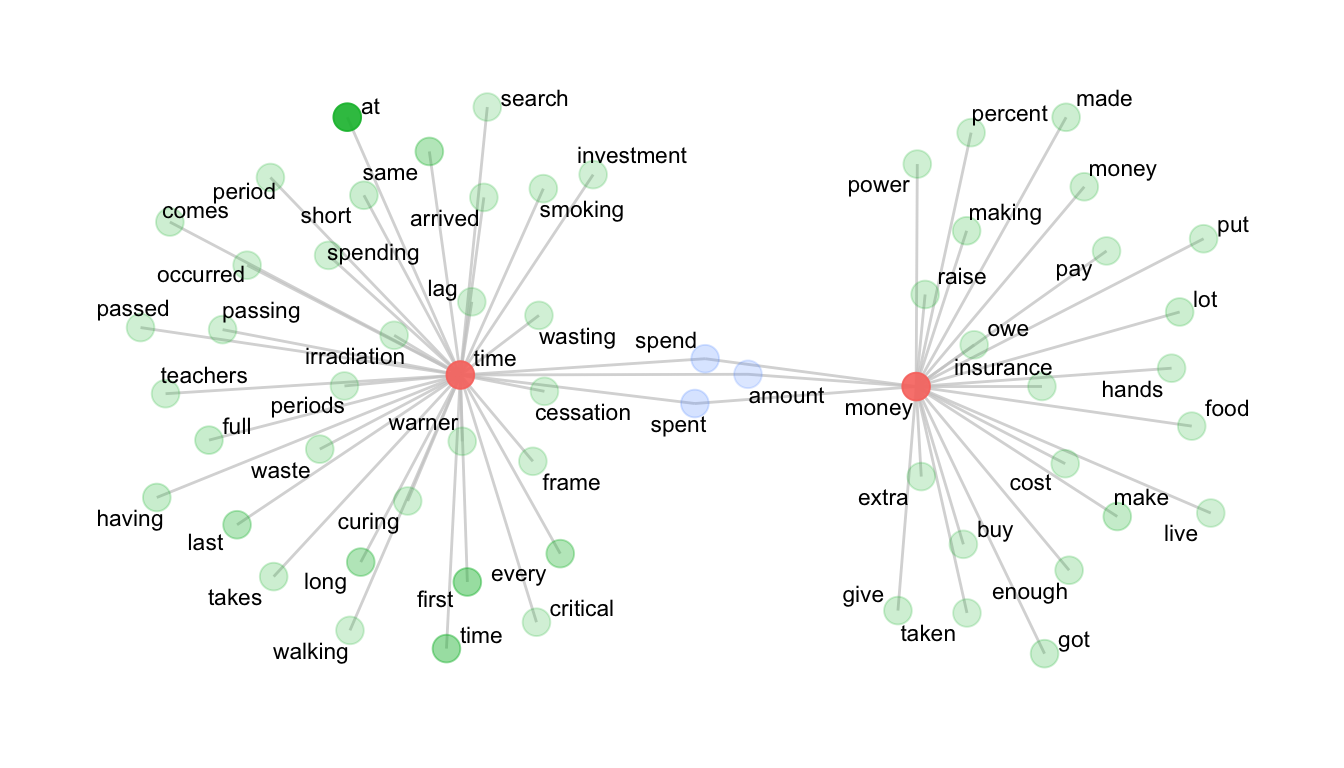 at
search
percent
made
same
investment
period
power
money
comes
short
arrived
smoking
making
put
spending
occurred
pay
lag
raise
passed
passing
lot
wasting
spend
owe
irradiation
time
insurance
teachers
periods
cessation
amount
money
hands
full
warner
spent
food
waste
frame
extra
cost
make
having
curing
buy
live
last
long
every
enough
takes
first
critical
give
time
taken
got
walking